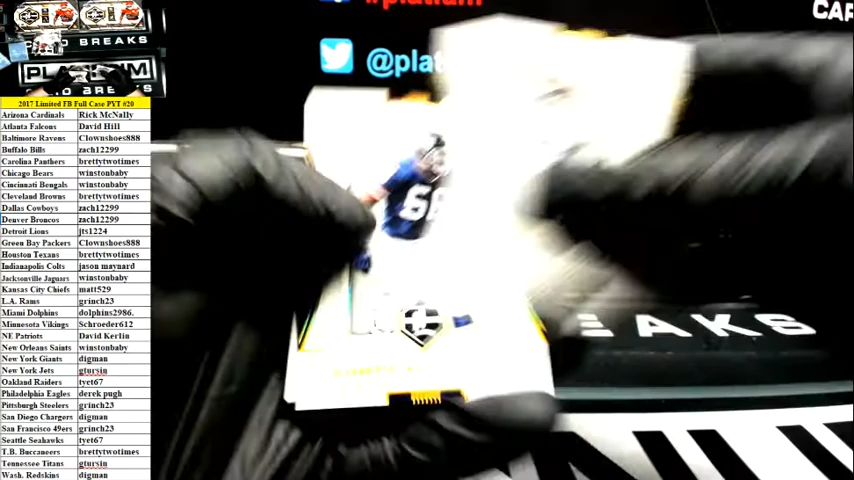 #platium
@plat
CAR
BREAKS
PLATINUM
BREAKS
2017 Limited FB Full Case PYT #20
Arizona Cardinals Rick McNally
Atlanta Falcons David Hill
Baltimore Ravens Clownshoes888
Buffalo Bills zach12299
Carolina Panthers brettytwotimes
Chicago Bears winstonbaby
Cincinnati Bengals winstonbaby
Cleveland Browns brettytwotimes
Dallas Cowboys zach12299
Denver Broncos zach12299
Detroit Lions jts1224
Green Bay Packers Clownshoes888
Houston Texans brettytwotimes
Indianapolis Colts jason maynard
Jacksonville Jaguars winstonbaby
Kansas City Chiefs matt529
L.A. Rams grinch23
Miami Dolphins dolphins2986.
Minnesota Vikings Schroeder612
NE Patriots David Kerlin
New Orleans Saints winstonbaby
New York Giants digman
New York Jets gtursin
Oakland Raiders tyet67
Philadelphia Eagles derek pugh
Pittsburgh Steelers grinch23
San Diego Chargers digman
San Francisco 49ers grinch23
Seattle Seahawks tyet67
T.B. Buccaneers brettytwotimes
Tennessee Titans gtursin
Wash. Redskins digman
EAKS